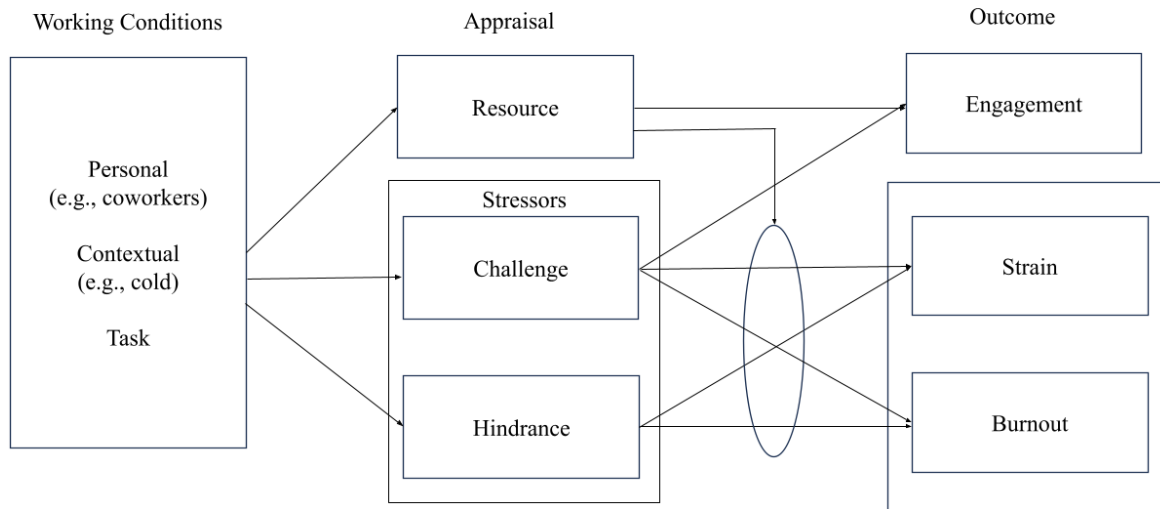 Working Conditions
Appraisal
Outcome
Personal
(e.g., coworkers)
Contextual
(e.g., cold)
Task
Resource
Stressors
Challenge
Hindrance
Engagement
Strain
Burnout